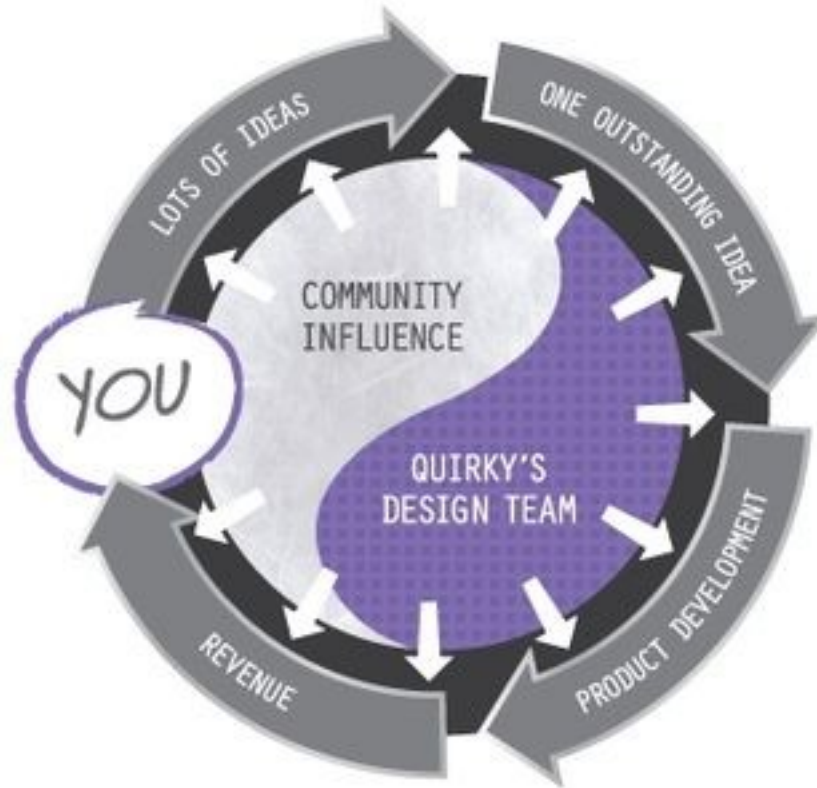 LOTS OF IDEAS
ONE OUTSTANDING IDEA
COMMUNITY
INFLUENCE
YOU
QUIRKY'S
DESIGN TEAM
PRODUCT DEVELOPMENT
REVENUE